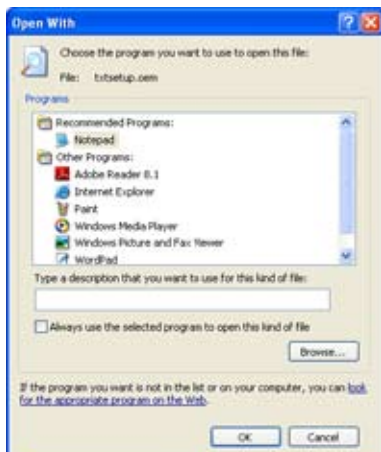 Open With
Choose the program you want to use to open this file:
File: txtsetup.oem
Programs
Recommended Programs:
Notepad
Other Programs:
Adobe Reader 8.1
Internet Explorer
Paint
Windows Media Player
Windows Picture and Fax Viewer
WordPad
Type a description that you want to use for this kind of file:
Always use the selected program to open this kind of file
Browse...
If the program you want is not in the list or on your computer, you can look
for the appropriate program on the Web.
OK
Cancel